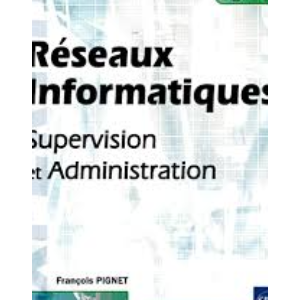 Réseaux
Informatiques
Supervision
et Administration
François PIGNET